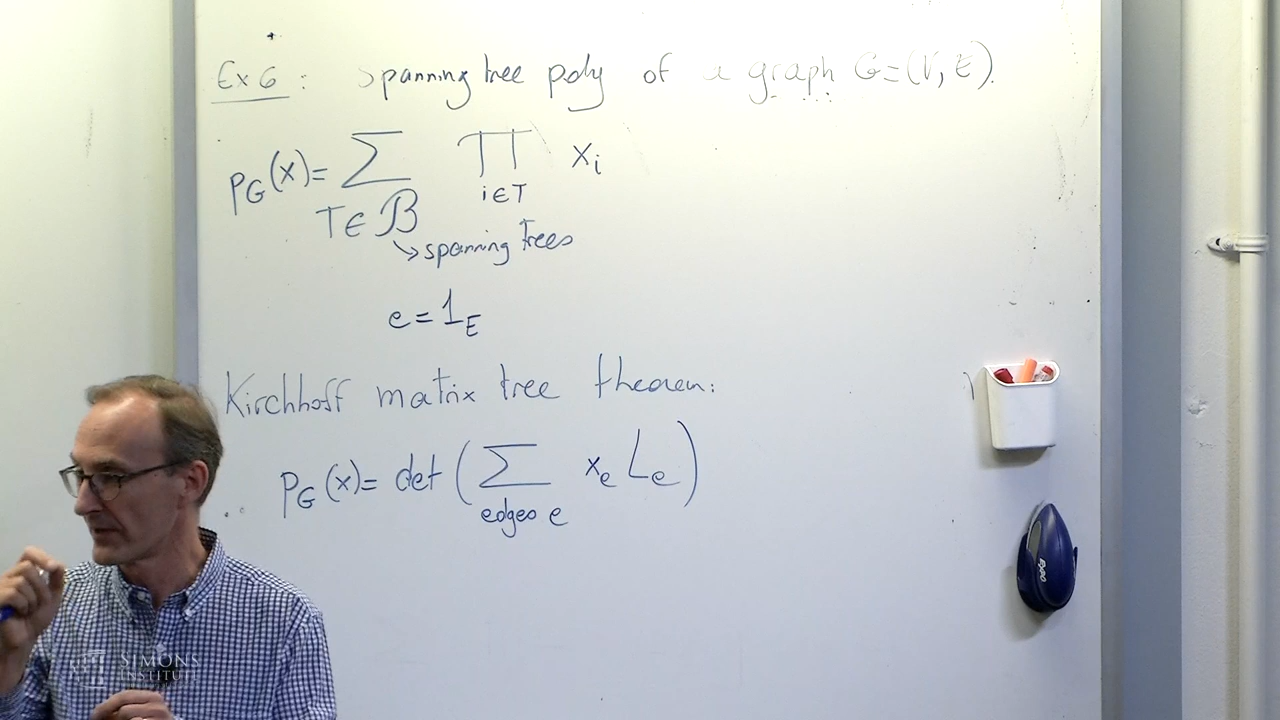 Ex 6 : spanning tree poly of a graph G=(V, E).
p_G(x)= ∑_{T∈ℬ} ∏_{i∈T} x_i
↳ spanning trees
e = 1_E
Kirchhoff matrix tree theorem:
p_G(x)= det ( ∑_{edges e} x_e L_e )
EXPO
SIMONS
INSTITUTE